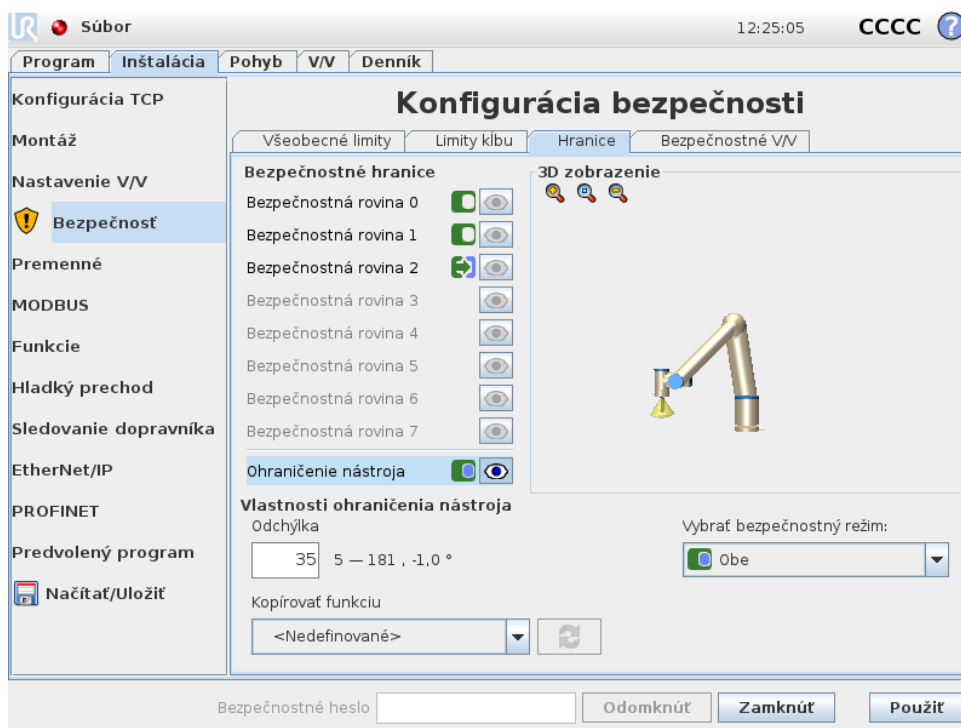 UR Súbor 12:25:05 CCCC ?
Program Inštalácia Pohyb V/V Denník
Konfigurácia TCP
Montáž
Nastavenie V/V
Bezpečnosť
Premenné
MODBUS
Funkcie
Hladký prechod
Sledovanie dopravníka
EtherNet/IP
PROFINET
Predvolený program
Načítať/Uložiť
Konfigurácia bezpečnosti
Všeobecné limity Limity kĺbu Hranice Bezpečnostné V/V
Bezpečnostné hranice
Bezpečnostná rovina 0
Bezpečnostná rovina 1
Bezpečnostná rovina 2
Bezpečnostná rovina 3
Bezpečnostná rovina 4
Bezpečnostná rovina 5
Bezpečnostná rovina 6
Bezpečnostná rovina 7
Ohraničenie nástroja
3D zobrazenie
Vlastnosti ohraničenia nástroja
Odchýlka
35 5 — 181 , -1,0 °
Vybrať bezpečnostný režim:
Obe
Kopírovať funkciu
<Nedefinované>
Bezpečnostné heslo Odomknúť Zamknúť Použiť